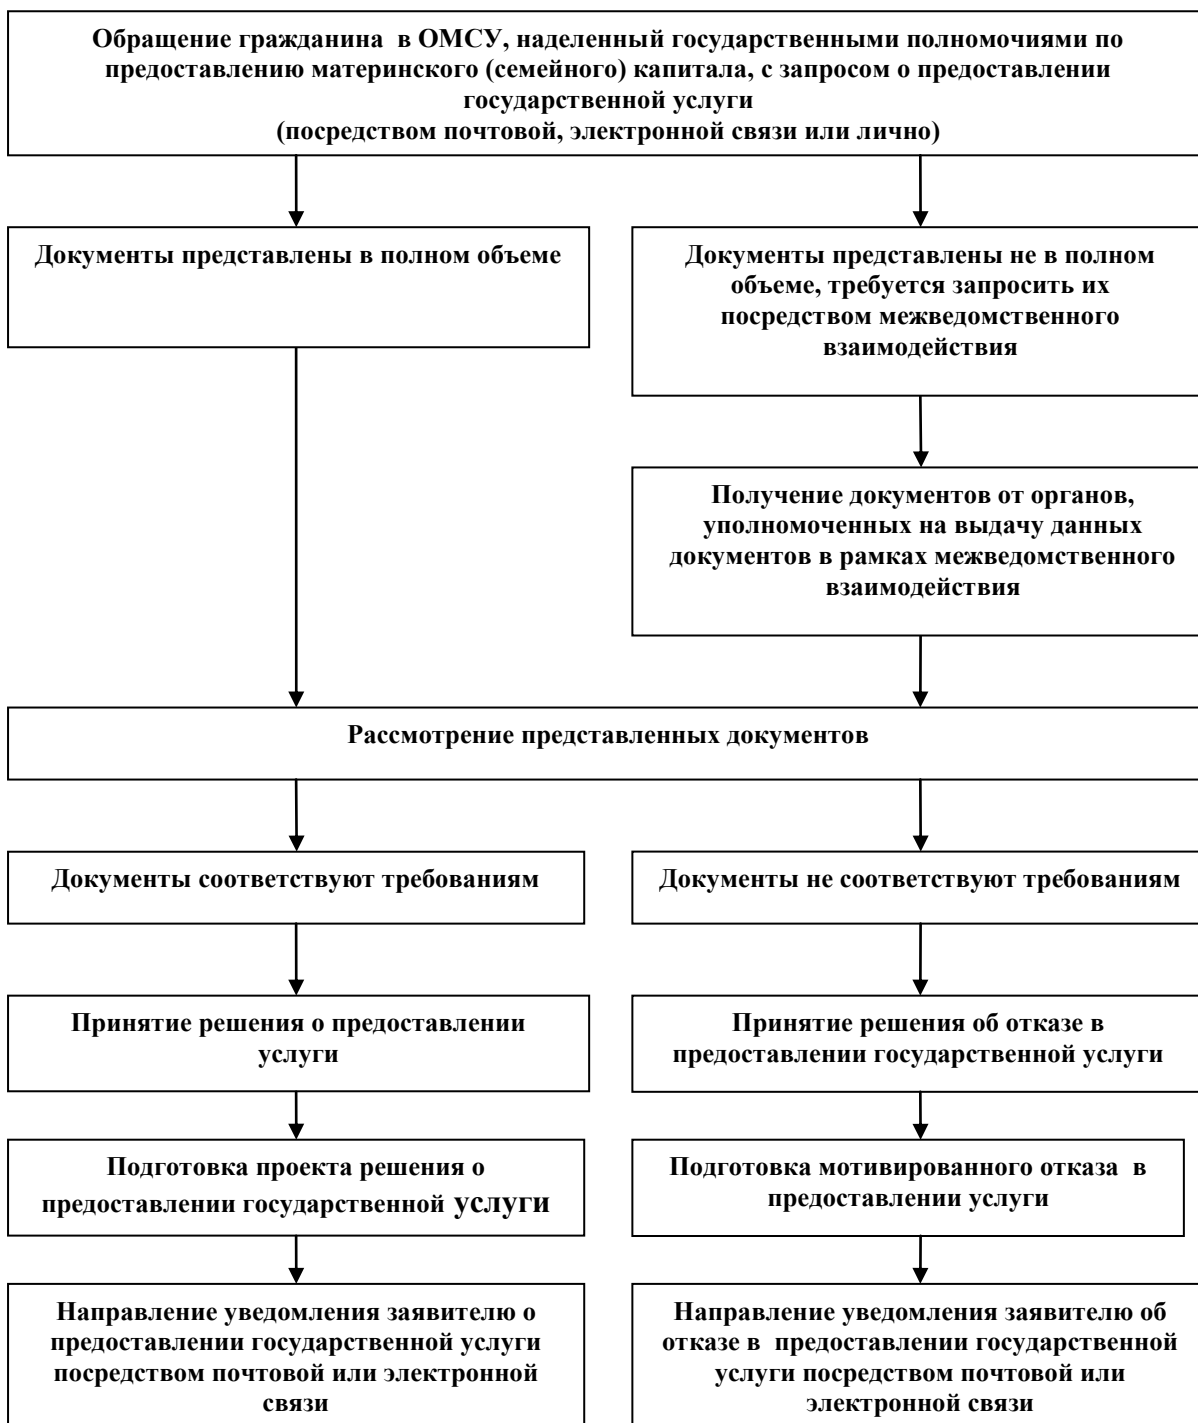 Обращение гражданина  в ОМСУ, наделенный государственными полномочиями по
предоставлению материнского (семейного) капитала, с запросом о предоставлении
государственной услуги
(посредством почтовой, электронной связи или лично)
Документы представлены в полном объеме
Документы представлены не в полном
объеме, требуется запросить их
посредством межведомственного
взаимодействия
Получение документов от органов,
уполномоченных на выдачу данных
документов в рамках межведомственного
взаимодействия
Рассмотрение представленных документов
Документы соответствуют требованиям
Документы не соответствуют требованиям
Принятие решения о предоставлении
услуги
Принятие решения об отказе в
предоставлении государственной услуги
Подготовка проекта решения о
предоставлении государственной услуги
Подготовка мотивированного отказа  в
предоставлении услуги
Направление уведомления заявителю о
предоставлении государственной услуги
посредством почтовой или электронной
связи
Направление уведомления заявителю об
отказе в  предоставлении государственной
услуги посредством почтовой или
электронной связи